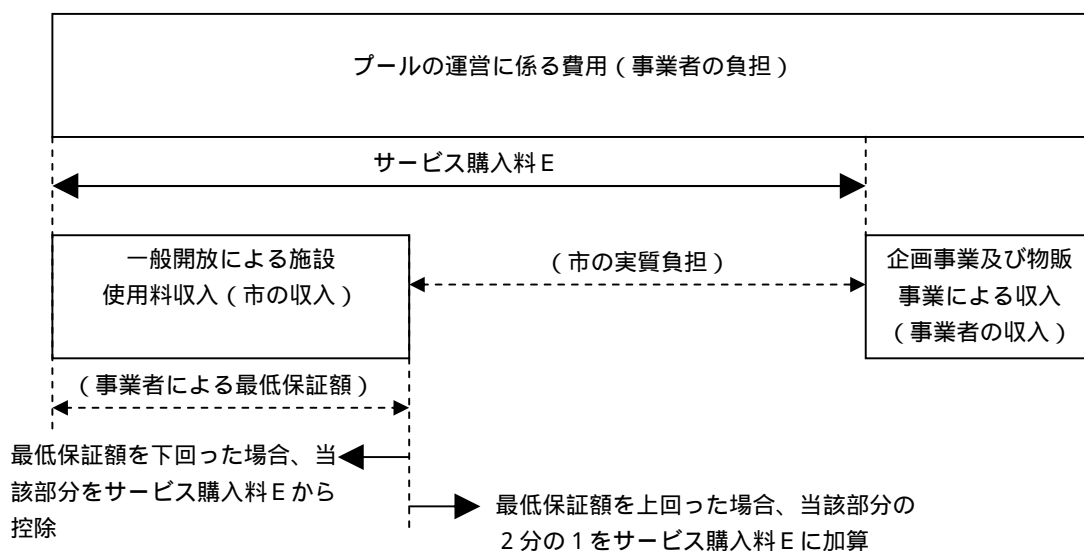 プールの運営に係る費用(事業者の負担)
サービス購入料E
一般開放による施設
使用料収入(市の収入)
(市の実質負担)
企画事業及び物販
事業による収入
(事業者の収入)
(事業者による最低保証額)
最低保証額を下回った場合、当
該部分をサービス購入料Eから
控除
最低保証額を上回った場合、当該部分の
2分の1をサービス購入料Eに加算